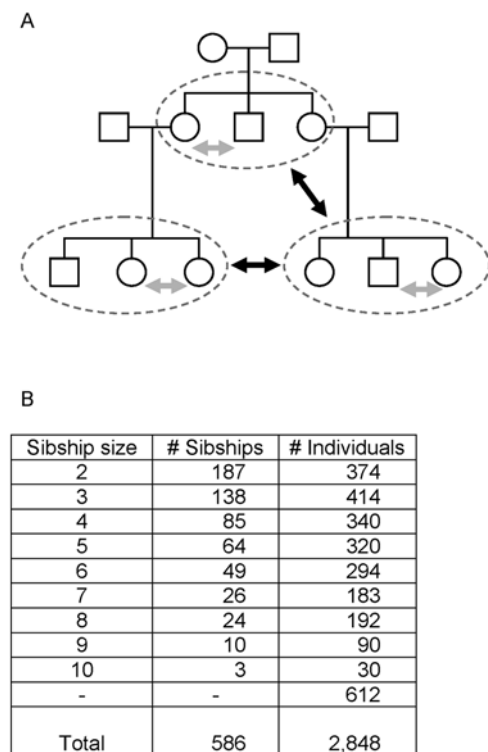 A
B
Sibship size # Sibships # Individuals
2 187 374
3 138 414
4 85 340
5 64 320
6 49 294
7 26 183
8 24 192
9 10 90
10 3 30
- - 612
Total 586 2,848